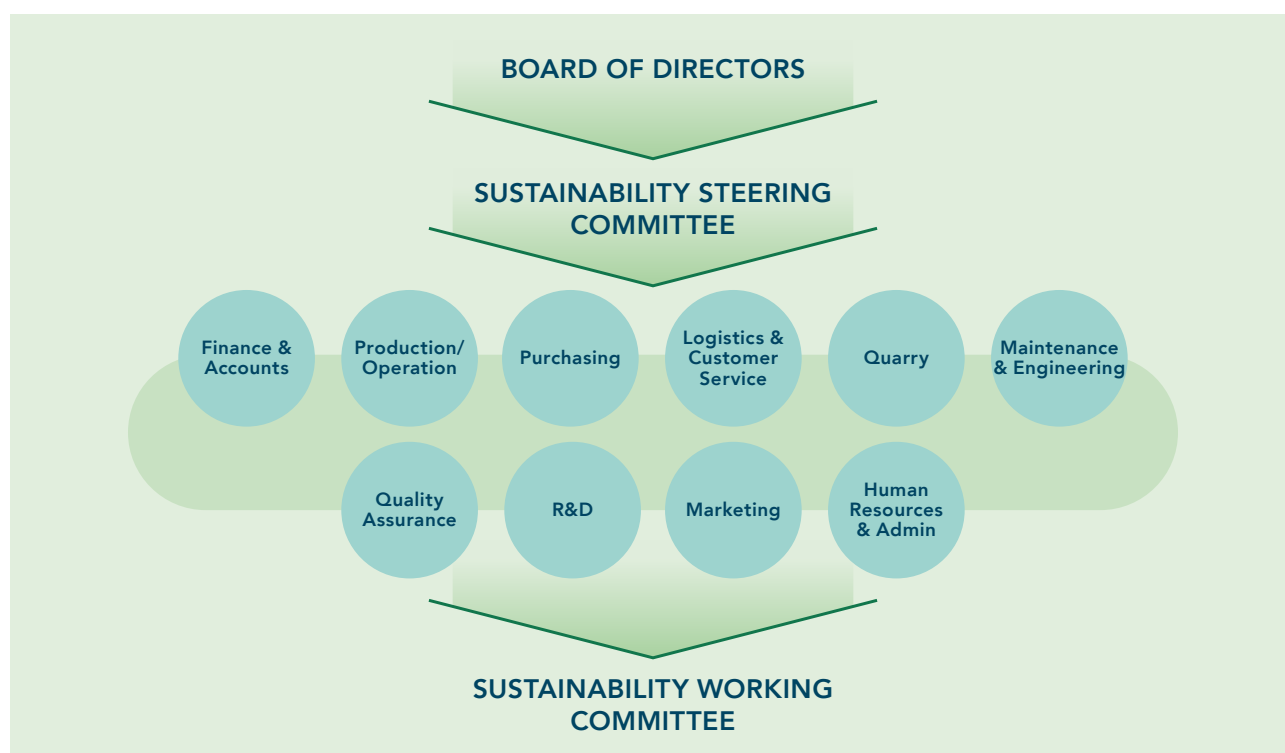 BOARD OF DIRECTORS
SUSTAINABILITY STEERING
COMMITTEE
Finance &
Accounts
Production/
Operation
Purchasing
Logistics &
Customer
Service
Quarry
Maintenance
& Engineering
Quality
Assurance
R&D
Marketing
Human
Resources
& Admin
SUSTAINABILITY WORKING
COMMITTEE